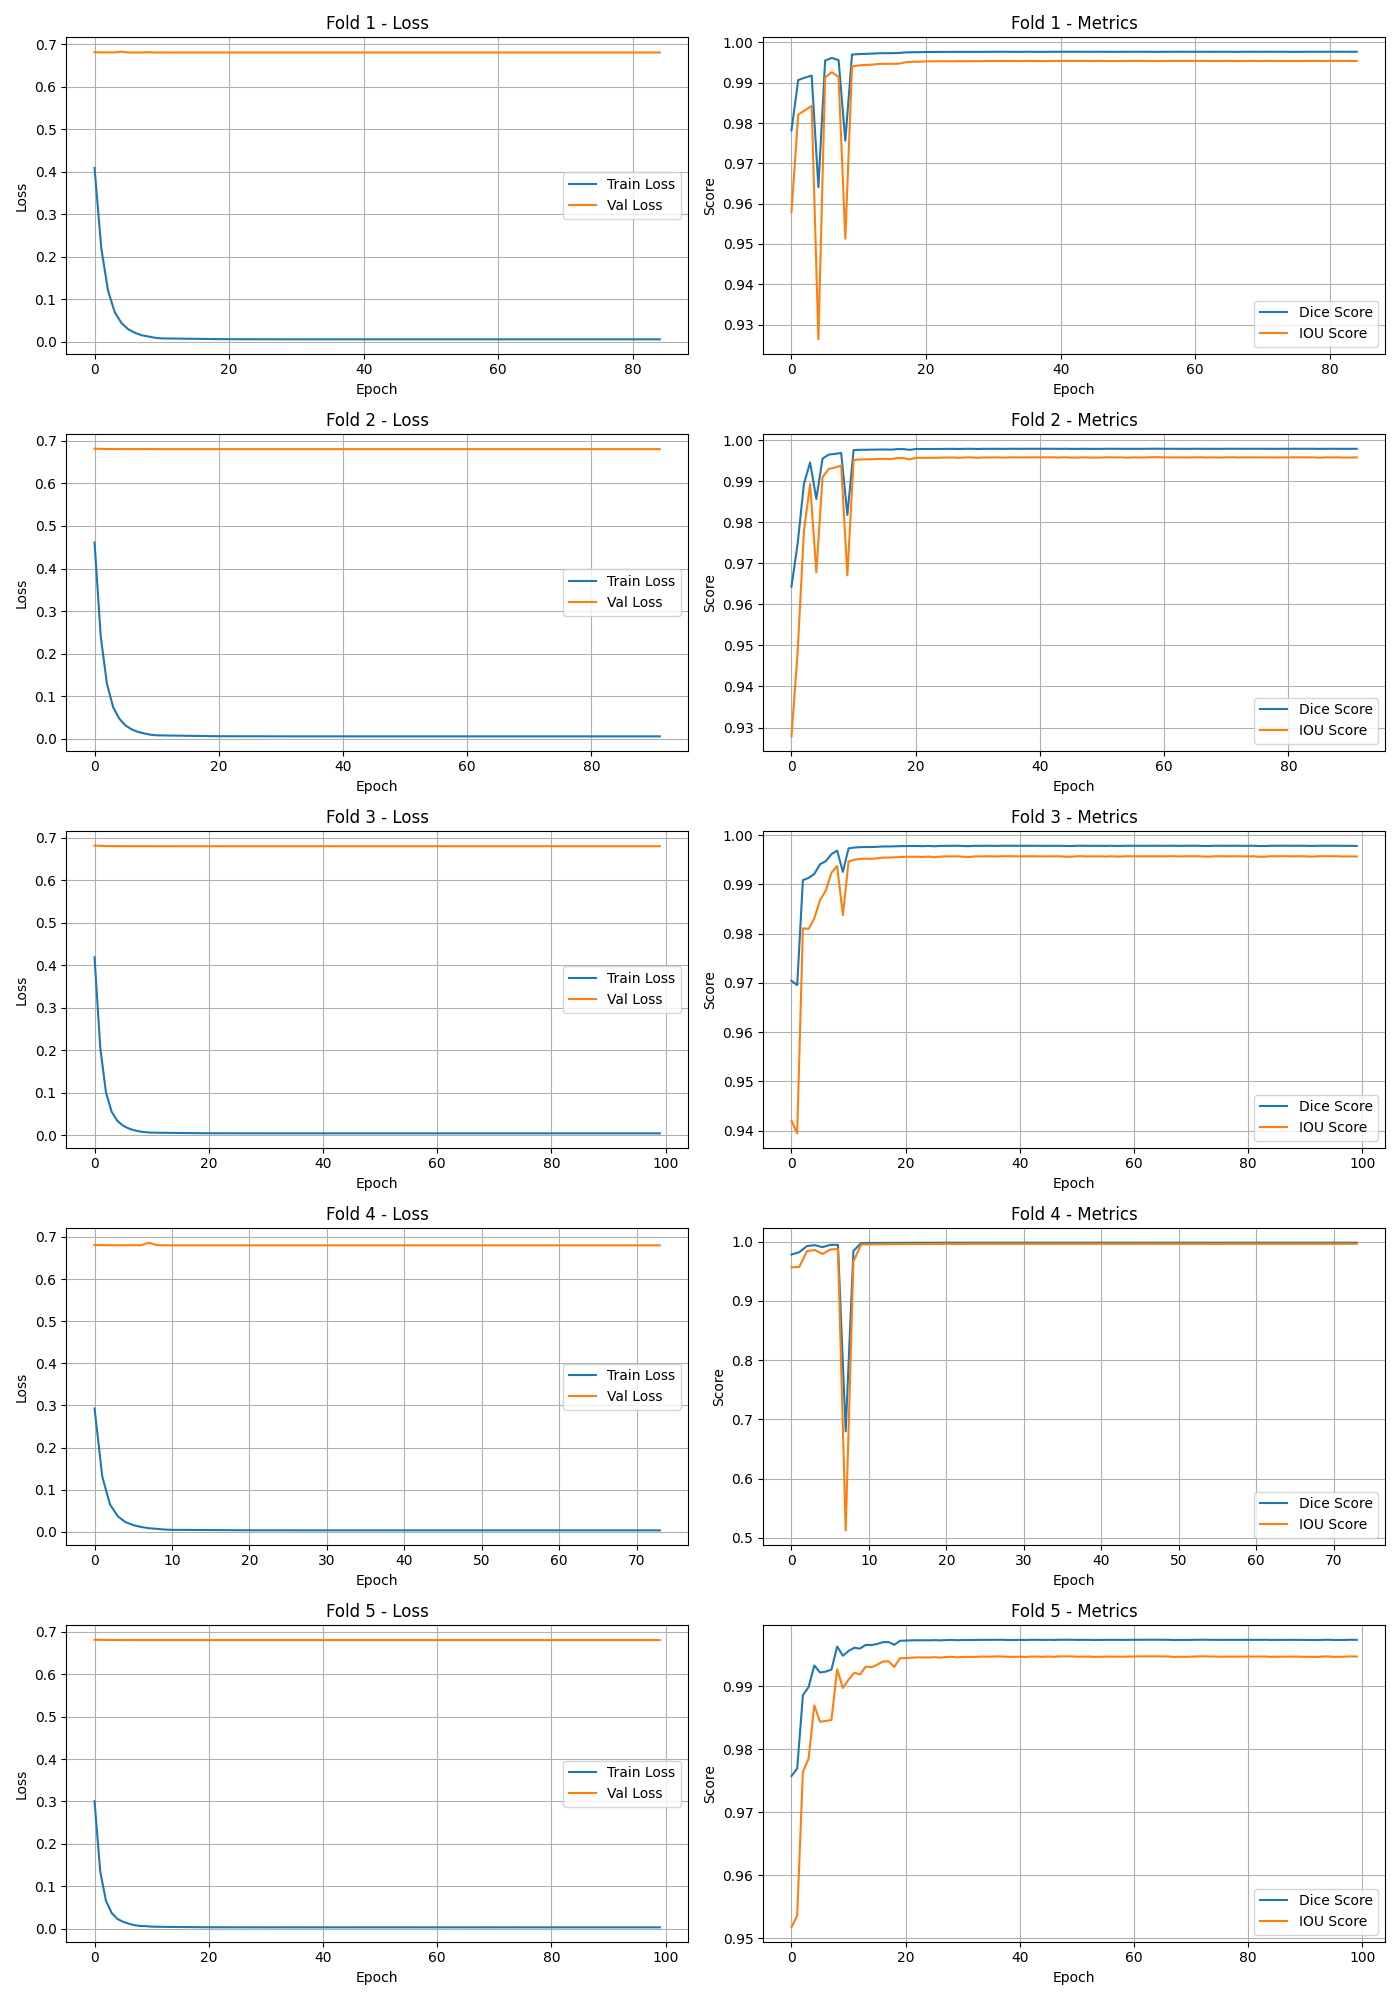 Fold 1 - Loss
0.7
0.6
0.5
0.4
0.3
0.2
0.1
0.0
Loss
Train Loss
Val Loss
0 20 40 60 80
Epoch
Fold 1 - Metrics
1.00
0.99
0.98
0.97
0.96
0.95
0.94
0.93
Score
Dice Score
IOU Score
0 20 40 60 80
Epoch
Fold 2 - Loss
0.7
0.6
0.5
0.4
0.3
0.2
0.1
0.0
Loss
Train Loss
Val Loss
0 20 40 60 80
Epoch
Fold 2 - Metrics
1.00
0.99
0.98
0.97
0.96
0.95
0.94
0.93
Score
Dice Score
IOU Score
0 20 40 60 80
Epoch
Fold 3 - Loss
0.7
0.6
0.5
0.4
0.3
0.2
0.1
0.0
Loss
Train Loss
Val Loss
0 20 40 60 80 100
Epoch
Fold 3 - Metrics
1.00
0.99
0.98
0.97
0.96
0.95
0.94
Score
Dice Score
IOU Score
0 20 40 60 80 100
Epoch
Fold 4 - Loss
0.7
0.6
0.5
0.4
0.3
0.2
0.1
0.0
Loss
Train Loss
Val Loss
0 10 20 30 40 50 60 70
Epoch
Fold 4 - Metrics
1.0
0.9
0.8
0.7
0.6
0.5
Score
Dice Score
IOU Score
0 10 20 30 40 50 60 70
Epoch
Fold 5 - Loss
0.7
0.6
0.5
0.4
0.3
0.2
0.1
0.0
Loss
Train Loss
Val Loss
0 20 40 60 80 100
Epoch
Fold 5 - Metrics
0.99
0.98
0.97
0.96
0.95
Score
Dice Score
IOU Score
0 20 40 60 80 100
Epoch